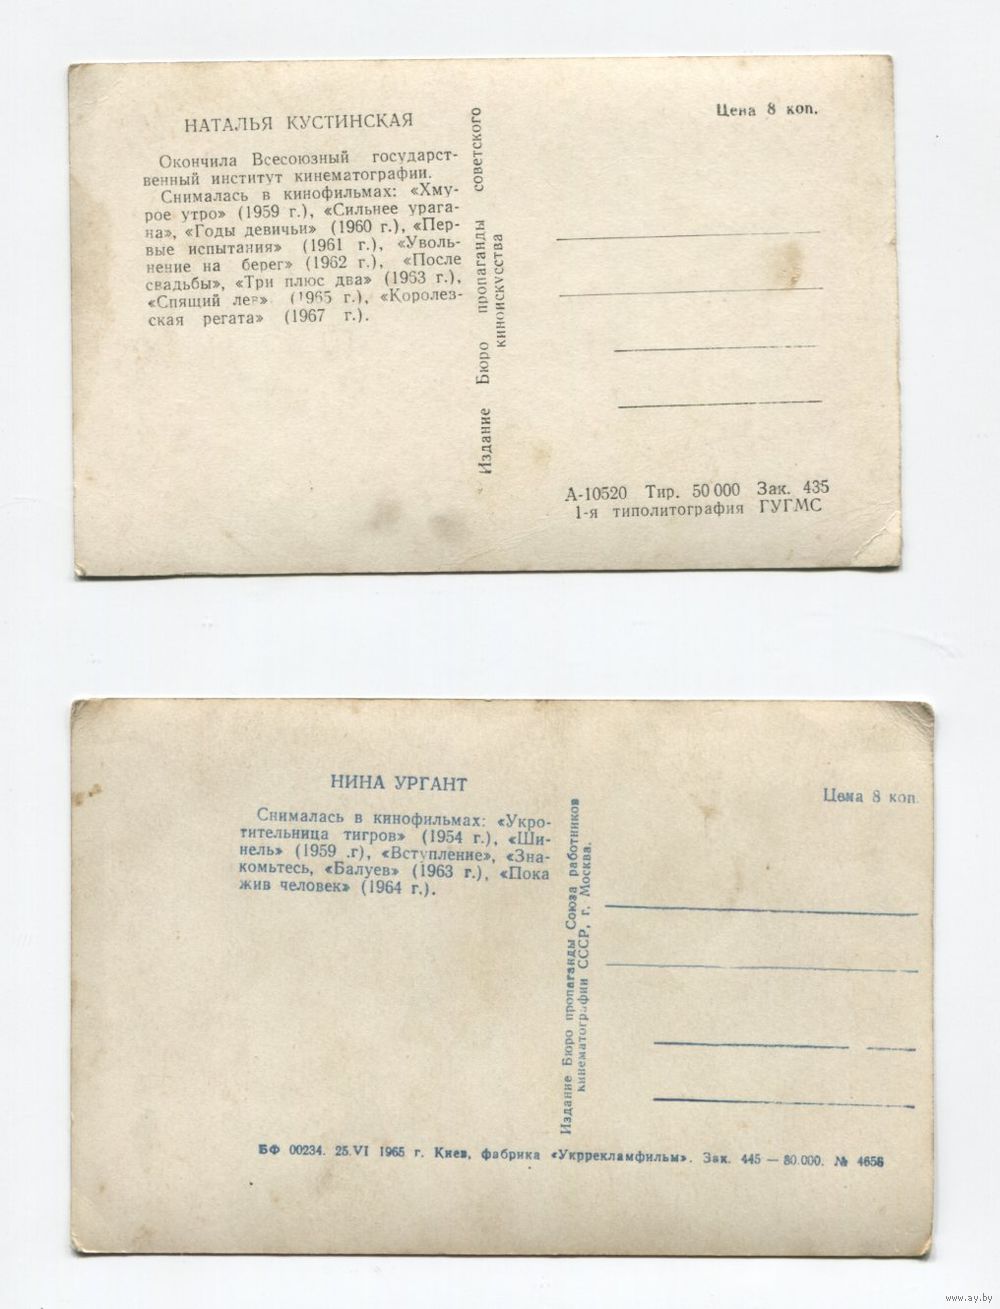 НАТАЛЬЯ КУСТИНСКАЯ
Окончила Всесоюзный государст-
венный институт кинематографии.
Снималась в кинофильмах: «Хму-
рое утро» (1959 г.), «Сильнее урага-
на», «Годы девичьи» (1960 г.), «Пер-
вые испытания» (1961 г.), «Уволь-
нение на берег» (1962 г.), «После
свадьбы», «Три плюс два» (1963 г.),
«Спящий лев» (1965 г.), «Королев-
ская регата» (1967 г.).
Издание Бюро пропаганды советского
киноискусства
Цена 8 коп.
А-10520 Тир. 50 000 Зак. 435
1-я типолитография ГУГМС
НИНА УРГАНТ
Снималась в кинофильмах: «Укро-
тительница тигров» (1954 г.), «Ши-
нель» (1959 .г), «Вступление», «Зна-
комьтесь, «Балуев» (1963 г.), «Пока
жив человек» (1964 г.).
Издание Бюро пропаганды Союза работников
кинематографии СССР, г. Москва.
Цена 8 коп.
БФ 00234. 25.VI 1965 г. Киев, фабрика «Укррекламфильм». Зак. 445 — 80.000. № 4656
www.ay.by